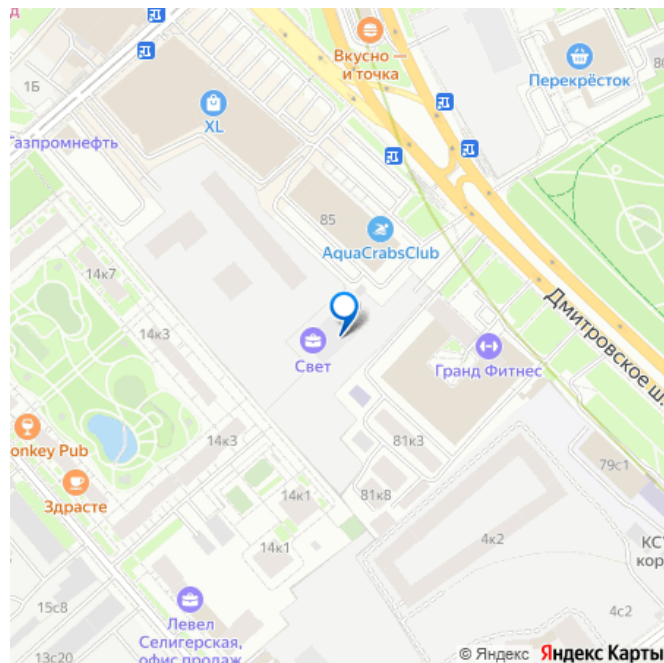 Вкусно —
и точка
Перекрёсток
1Б
XL
Газпромнефть
85
AquaCrabsClub
14к7
14к3
Дмитровское ш.
Свет
Гранд Фитнес
onkey Pub
14к3
81к3
79с1
Здрасте
14к1
81к8
14к1
4к2
КС
кор
15с8
4с2
Левел
Селигерская,
офис продаж
13с20
© Яндекс Яндекс Карты